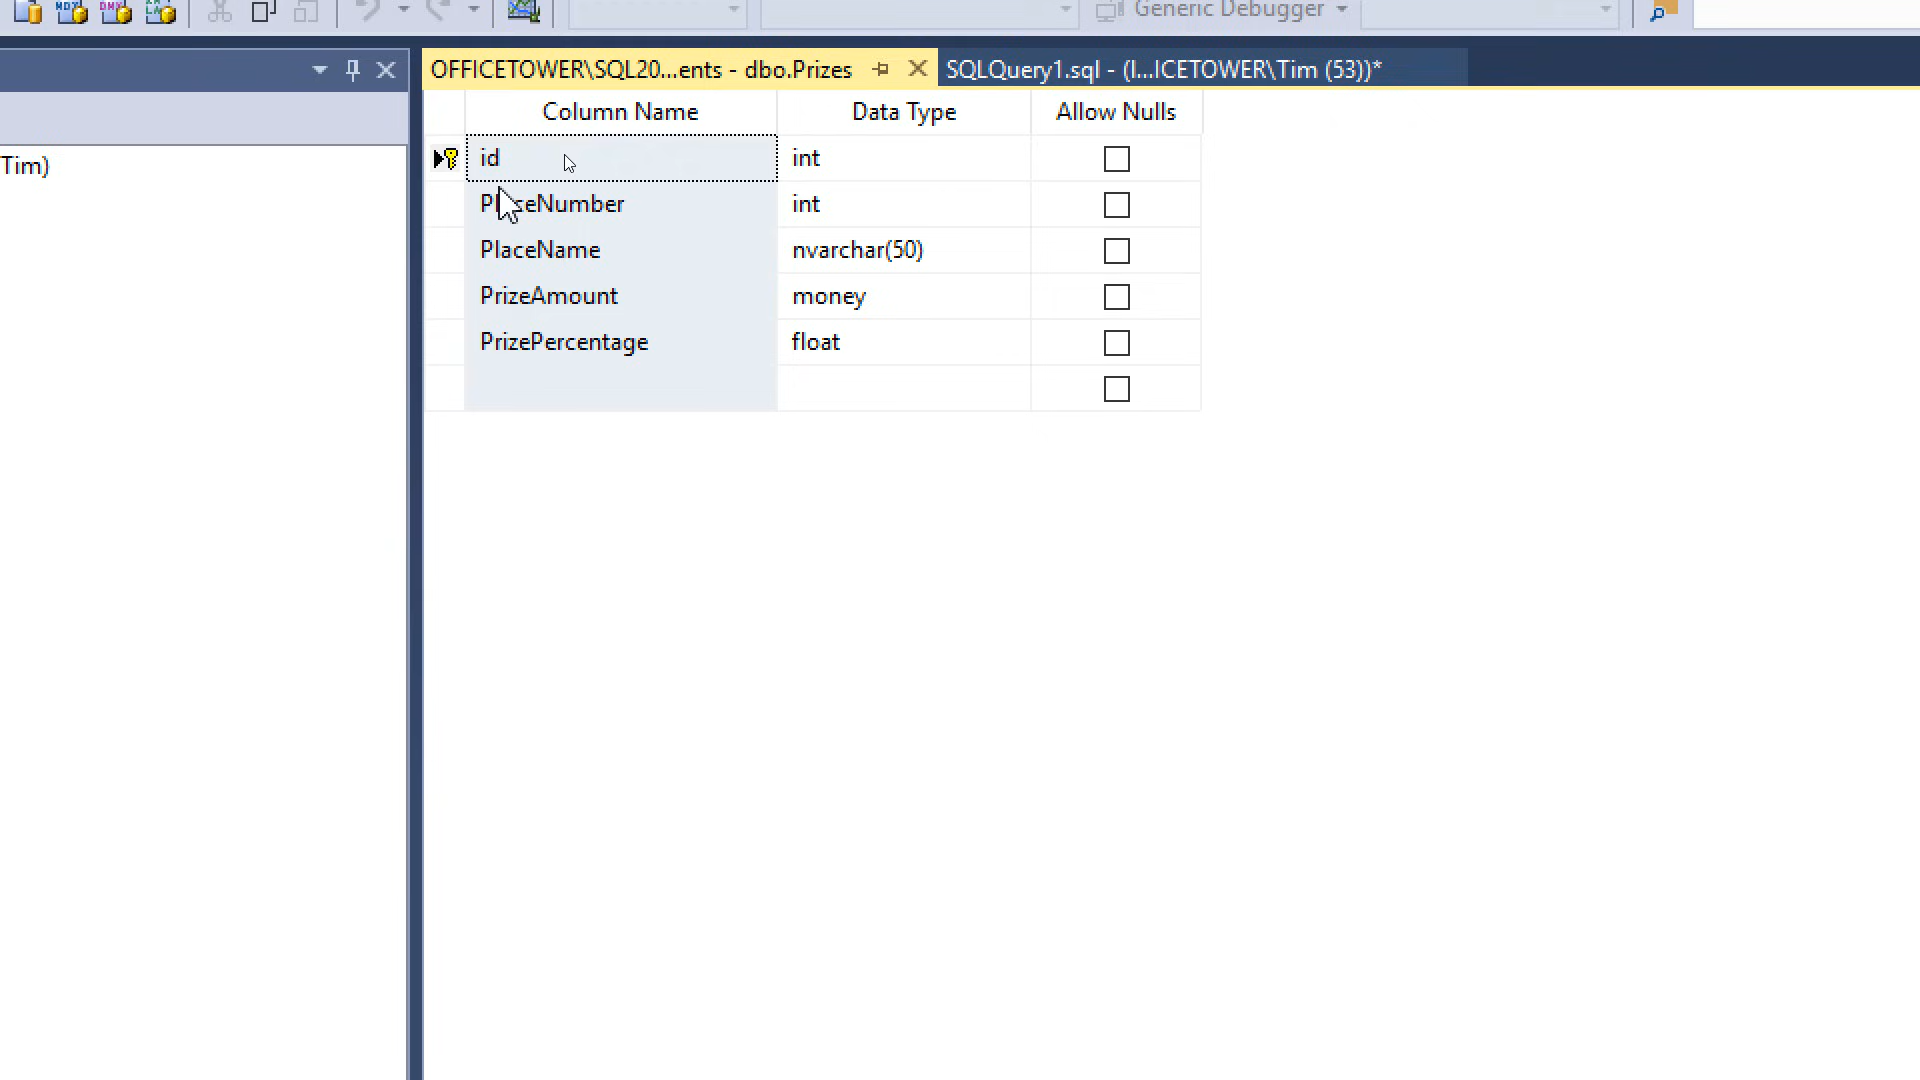 Generic Debugger
OFFICETOWER\SQL20...ents - dbo.Prizes
SQLQuery1.sql - (l...ICETOWER\Tim (53))*
Column Name Data Type Allow Nulls
Tim)
id int
int
PlaceName nvarchar(50)
PrizeAmount money
PrizePercentage float